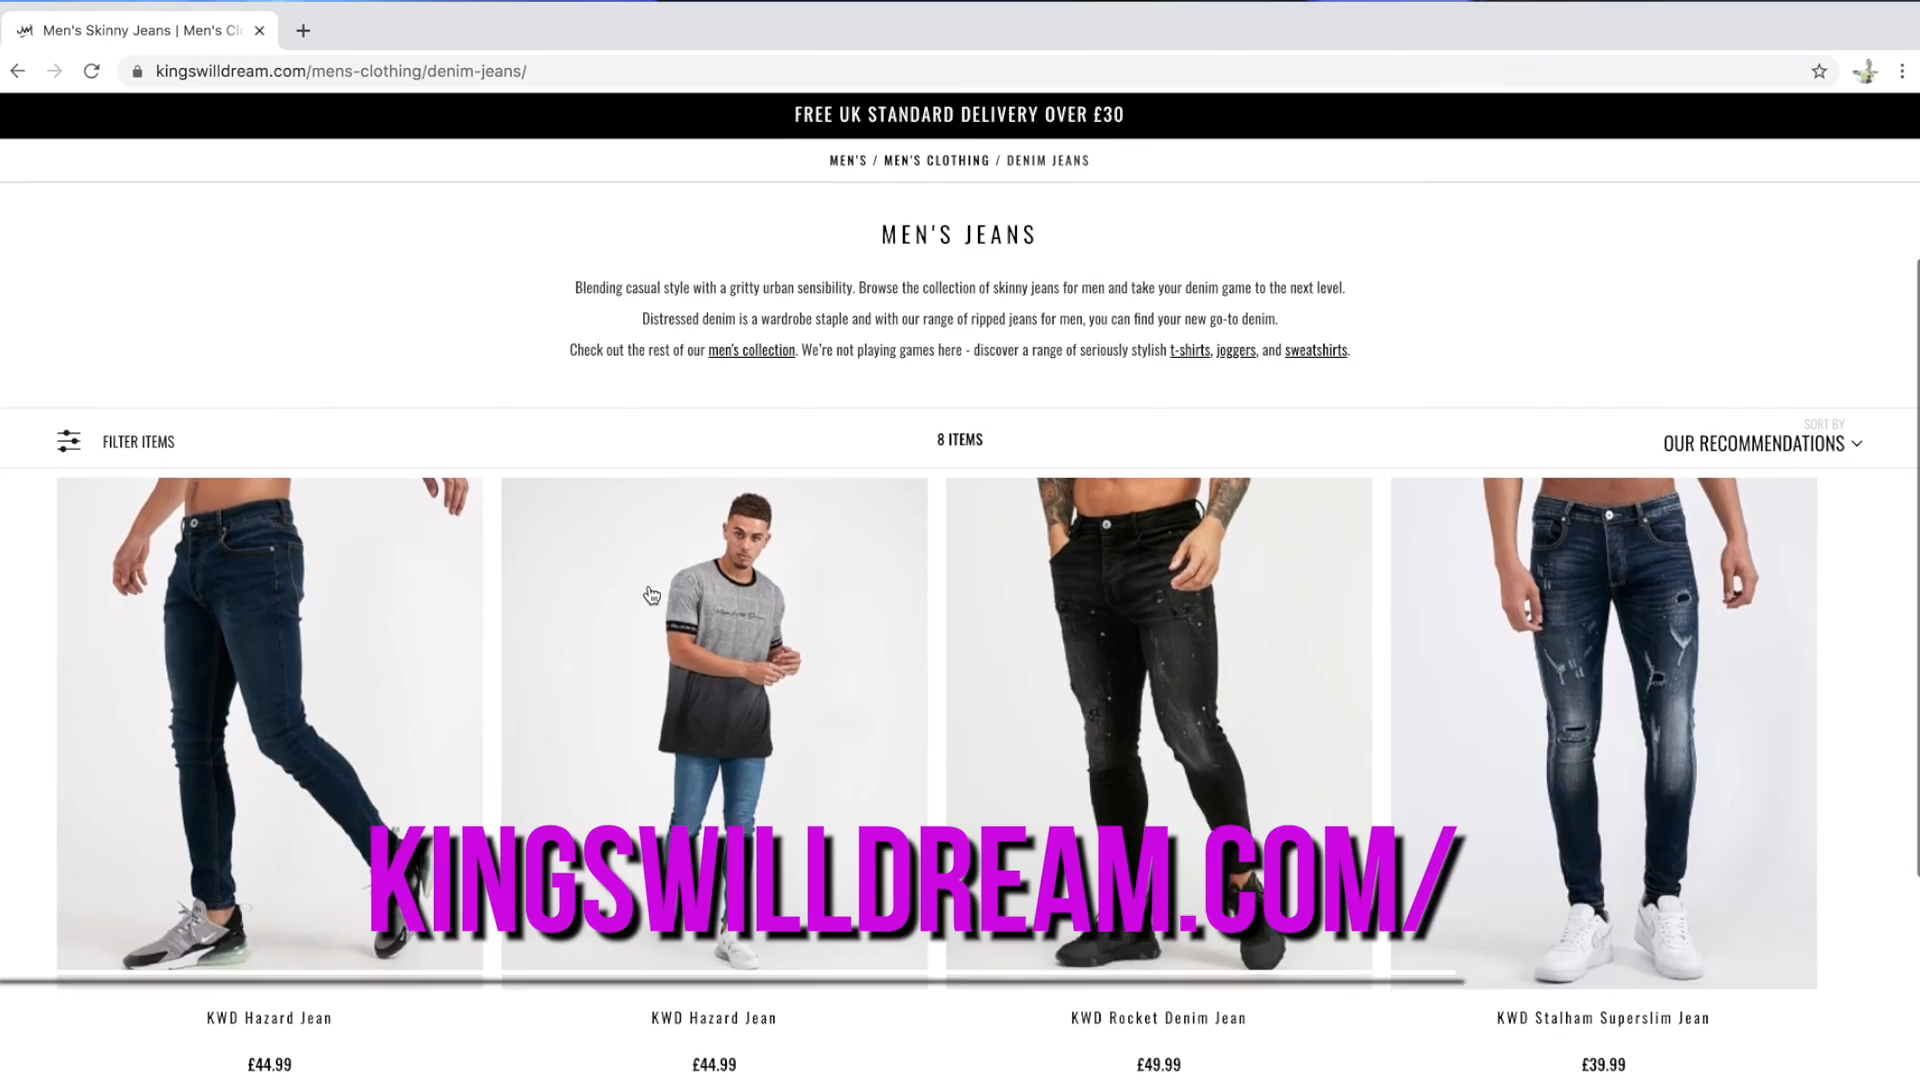 Men's Skinny Jeans | Men's Cl
kingswilldream.com/mens-clothing/denim-jeans/
FREE UK STANDARD DELIVERY OVER £30
MEN'S / MEN'S CLOTHING / DENIM JEANS
MEN'S JEANS
Blending casual style with a gritty urban sensibility. Browse the collection of skinny jeans for men and take your denim game to the next level.
Distressed denim is a wardrobe staple and with our range of ripped jeans for men, you can find your new go-to denim.
Check out the rest of our men's collection. We're not playing games here - discover a range of seriously stylish t-shirts, joggers, and sweatshirts.
FILTER ITEMS
8 ITEMS
SORT BY
OUR RECOMMENDATIONS
KINGSWILLDREAM.COM/
KWD Hazard Jean
£44.99
KWD Hazard Jean
£44.99
KWD Rocket Denim Jean
£49.99
KWD Stalham Superslim Jean
£39.99